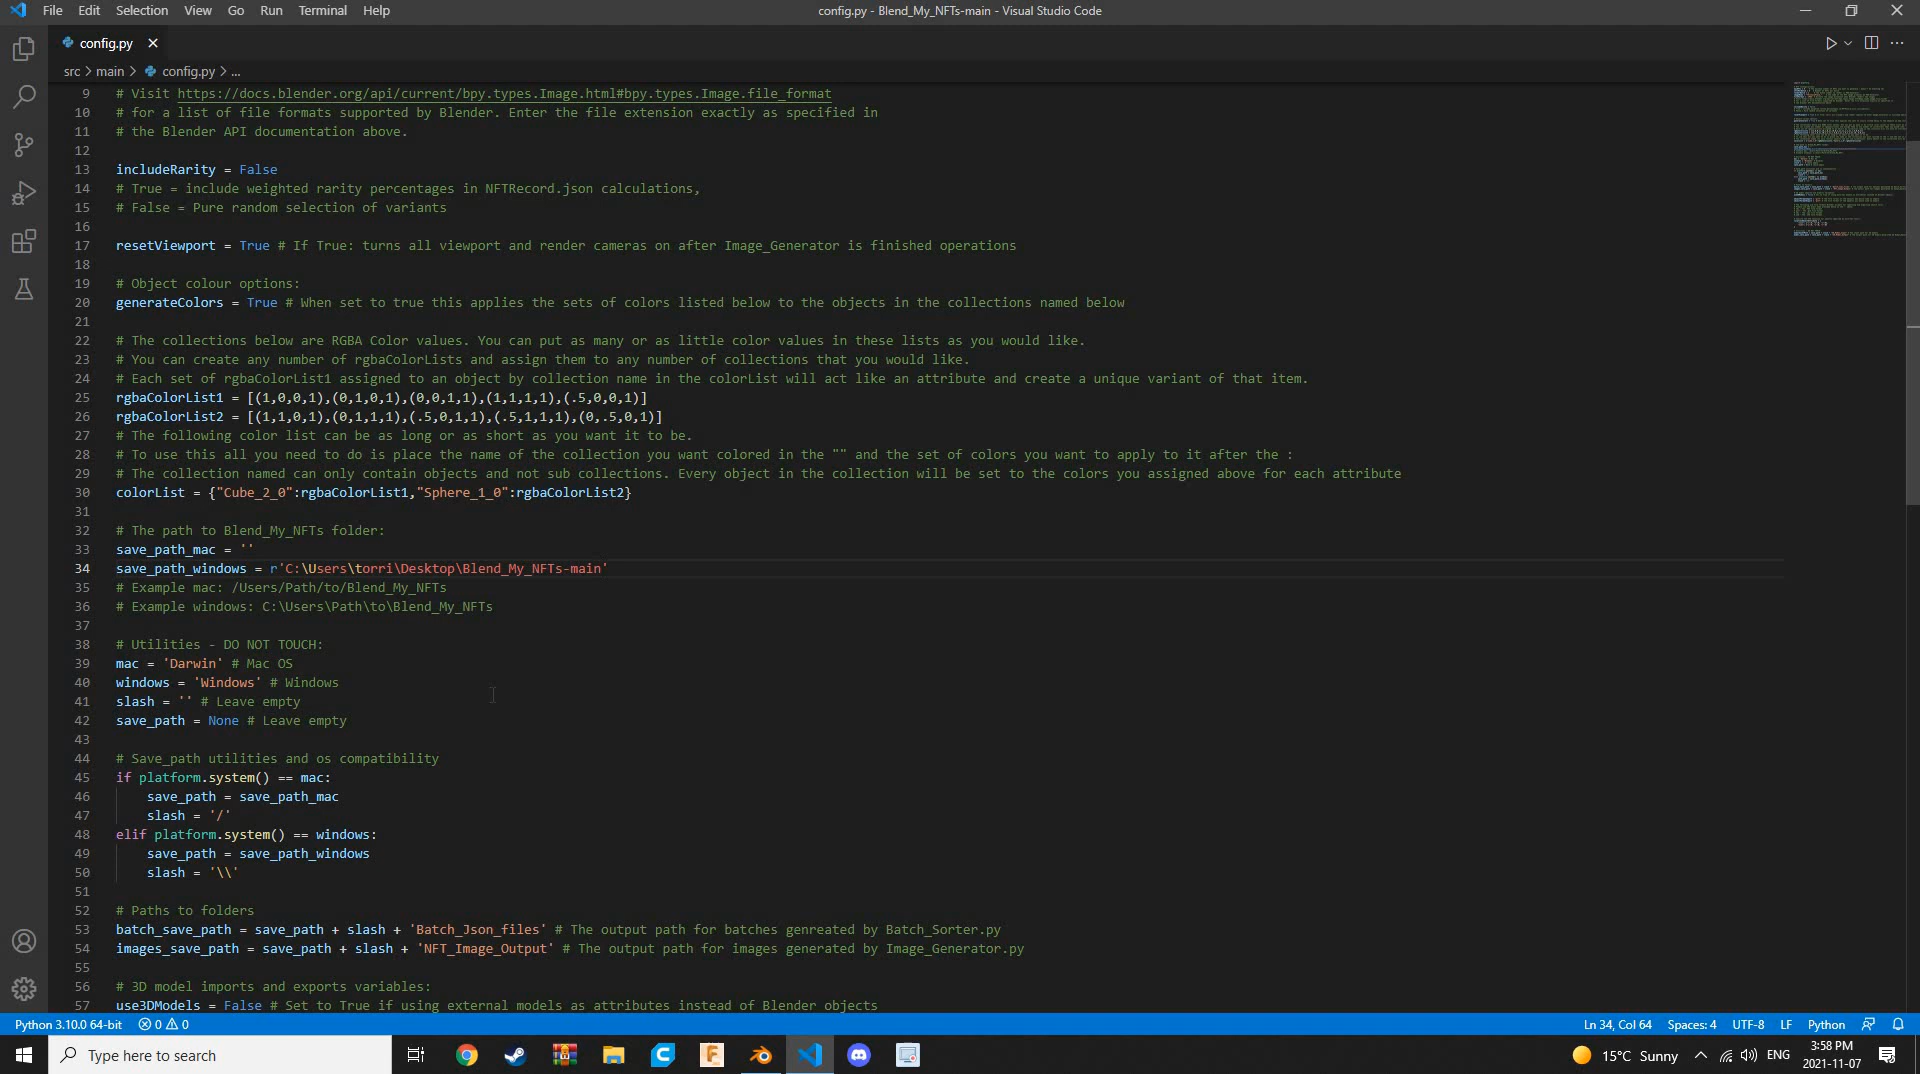 File Edit Selection View Go Run Terminal Help
config.py - Blend_My_NFTs-main - Visual Studio Code
config.py
src > main > config.py > ...
9 # Visit https://docs.blender.org/api/current/bpy.types.Image.html#bpy.types.Image.file_format
10 # for a list of file formats supported by Blender. Enter the file extension exactly as specified in
11 # the Blender API documentation above.
12
13 includeRarity = False
14 # True = include weighted rarity percentages in NFTRecord.json calculations,
15 # False = Pure random selection of variants
16
17 resetViewport = True # If True: turns all viewport and render cameras on after Image_Generator is finished operations
18
19 # Object colour options:
20 generateColors = True # When set to true this applies the sets of colors listed below to the objects in the collections named below
21
22 # The collections below are RGBA Color values. You can put as many or as little color values in these lists as you would like.
23 # You can create any number of rgbaColorLists and assign them to any number of collections that you would like.
24 # Each set of rgbaColorList1 assigned to an object by collection name in the colorList will act like an attribute and create a unique variant of that item.
25 rgbaColorList1 = [(1,0,0,1),(0,1,0,1),(0,0,1,1),(1,1,1,1),(.5,0,0,1)]
26 rgbaColorList2 = [(1,1,0,1),(0,1,1,1),(.5,0,1,1),(.5,1,1,1),(0,.5,0,1)]
27 # The following color list can be as long or as short as you want it to be.
28 # To use this all you need to do is place the name of the collection you want colored in the "" and the set of colors you want to apply to it after the :
29 # The collection named can only contain objects and not sub collections. Every object in the collection will be set to the colors you assigned above for each attribute
30 colorList = {"Cube_2_0":rgbaColorList1,"Sphere_1_0":rgbaColorList2}
31
32 # The path to Blend_My_NFTs folder:
33 save_path_mac = ''
34 save_path_windows = r'C:\Users\torri\Desktop\Blend_My_NFTs-main'
35 # Example mac: /Users/Path/to/Blend_My_NFTs
36 # Example windows: C:\Users\Path\to\Blend_My_NFTs
37
38 # Utilities - DO NOT TOUCH:
39 mac = 'Darwin' # Mac OS
40 windows = 'Windows' # Windows
41 slash = '' # Leave empty
42 save_path = None # Leave empty
43
44 # Save_path utilities and os compatibility
45 if platform.system() == mac:
46 save_path = save_path_mac
47 slash = '/'
48 elif platform.system() == windows:
49 save_path = save_path_windows
50 slash = '\\'
51
52 # Paths to folders
53 batch_save_path = save_path + slash + 'Batch_Json_files' # The output path for batches genreated by Batch_Sorter.py
54 images_save_path = save_path + slash + 'NFT_Image_Output' # The output path for images generated by Image_Generator.py
55
56 # 3D model imports and exports variables:
57 use3DModels = False # Set to True if using external models as attributes instead of Blender objects
Python 3.10.0 64-bit 0 0 Ln 34, Col 64 Spaces: 4 UTF-8 LF Python
Type here to search
15°C Sunny ENG
3:58 PM
2021-11-07